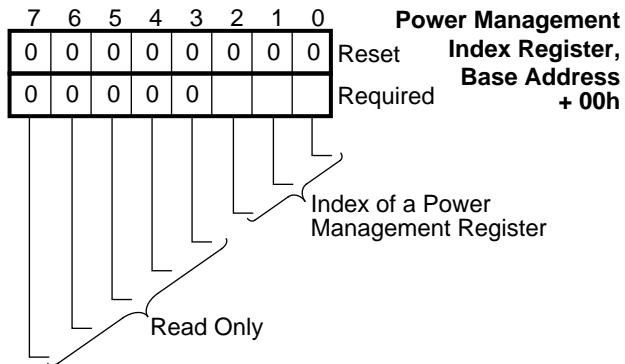 7 6 5 4 3 2 1 0
Power Management
Index Register,
Base Address
+ 00h
0 0 0 0 0 0 0 0 Reset
0 0 0 0 0 Required
Index of a Power
Management Register
Read Only